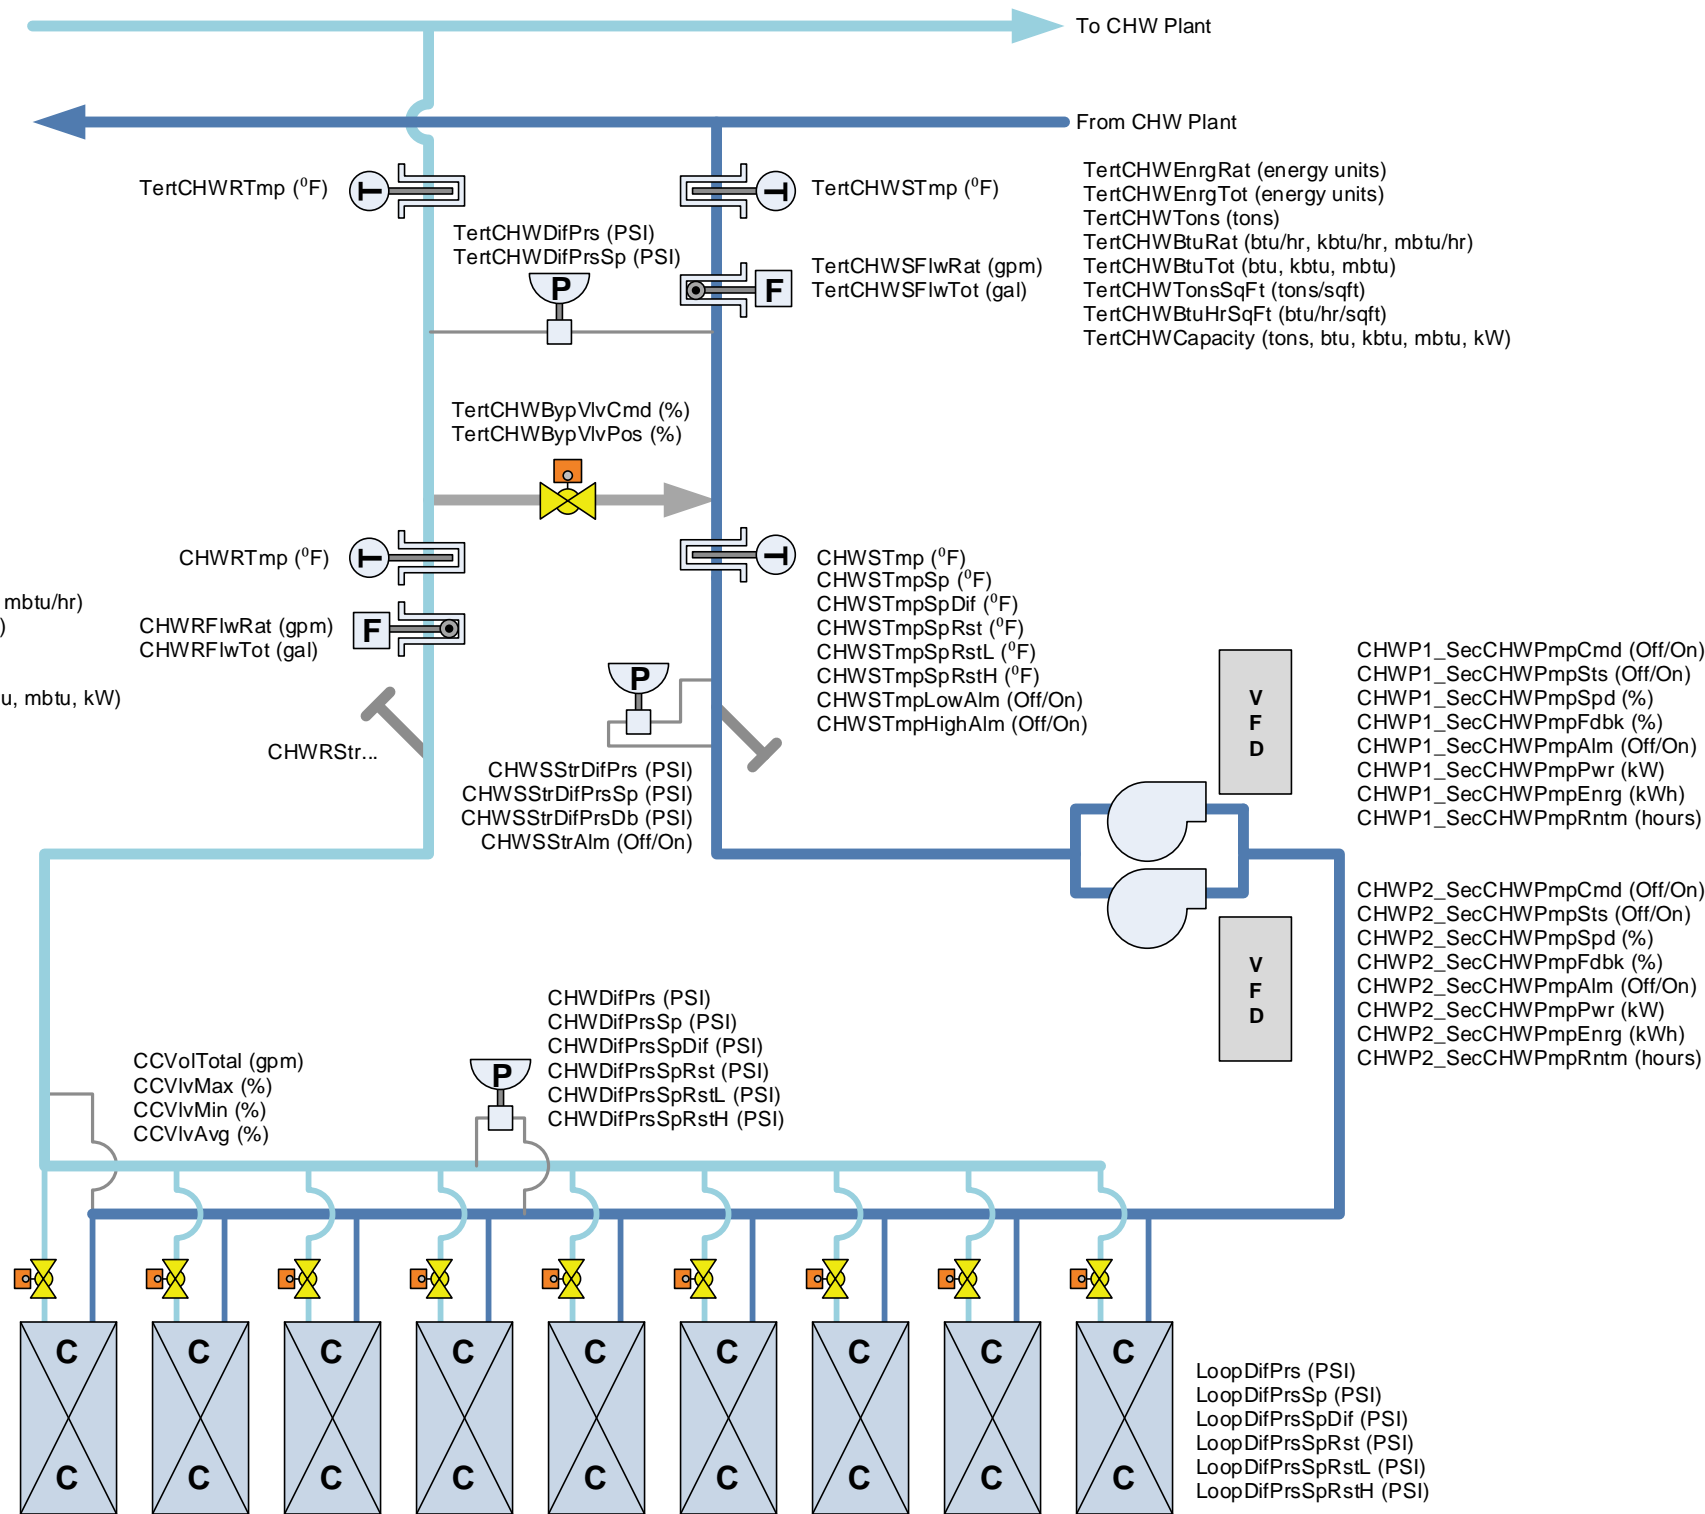 To CHW Plant
From CHW Plant
TertCHWRTmp (⁰F)
T
T
TertCHWSTmp (⁰F)
TertCHWEnrgRat (energy units)
TertCHWEnrgTot (energy units)
TertCHWTons (tons)
TertCHWBtuRat (btu/hr, kbtu/hr, mbtu/hr)
TertCHWBtuTot (btu, kbtu, mbtu)
TertCHWTonsSqFt (tons/sqft)
TertCHWBtuHrSqFt (btu/hr/sqft)
TertCHWCapacity (tons, btu, kbtu, mbtu, kW)
TertCHWDifPrs (PSI)
TertCHWDifPrsSp (PSI)
P
TertCHWSFlwRat (gpm)
TertCHWSFlwTot (gal)
F
TertCHWBypVlvCmd (%)
TertCHWBypVlvPos (%)
CHWRTmp (⁰F)
T
T
CHWSTmp (⁰F)
CHWSTmpSp (⁰F)
CHWSTmpSpDif (⁰F)
CHWSTmpSpRst (⁰F)
CHWSTmpSpRstL (⁰F)
CHWSTmpSpRstH (⁰F)
CHWSTmpLowAlm (Off/On)
CHWSTmpHighAlm (Off/On)
mbtu/hr)
)
u, mbtu, kW)
CHWRFlwRat (gpm)
CHWRFlwTot (gal)
F
CHWRStr...
P
CHWSStrDifPrs (PSI)
CHWSStrDifPrsSp (PSI)
CHWSStrDifPrsDb (PSI)
CHWSStrAlm (Off/On)
V
F
D
CHWP1_SecCHWPmpCmd (Off/On)
CHWP1_SecCHWPmpSts (Off/On)
CHWP1_SecCHWPmpSpd (%)
CHWP1_SecCHWPmpFdbk (%)
CHWP1_SecCHWPmpAlm (Off/On)
CHWP1_SecCHWPmpPwr (kW)
CHWP1_SecCHWPmpEnrg (kWh)
CHWP1_SecCHWPmpRntm (hours)
V
F
D
CHWP2_SecCHWPmpCmd (Off/On)
CHWP2_SecCHWPmpSts (Off/On)
CHWP2_SecCHWPmpSpd (%)
CHWP2_SecCHWPmpFdbk (%)
CHWP2_SecCHWPmpAlm (Off/On)
CHWP2_SecCHWPmpPwr (kW)
CHWP2_SecCHWPmpEnrg (kWh)
CHWP2_SecCHWPmpRntm (hours)
CCVolTotal (gpm)
CCVlvMax (%)
CCVlvMin (%)
CCVlvAvg (%)
P
CHWDifPrs (PSI)
CHWDifPrsSp (PSI)
CHWDifPrsSpDif (PSI)
CHWDifPrsSpRst (PSI)
CHWDifPrsSpRstL (PSI)
CHWDifPrsSpRstH (PSI)
C C C C C C C C C
C C C C C C C C C
LoopDifPrs (PSI)
LoopDifPrsSp (PSI)
LoopDifPrsSpDif (PSI)
LoopDifPrsSpRst (PSI)
LoopDifPrsSpRstL (PSI)
LoopDifPrsSpRstH (PSI)